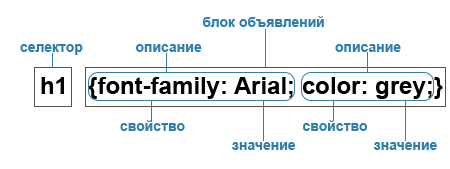 блок объявлений
селектор описание описание
h1 {font-family: Arial; color: grey;}
свойство свойство
значение значение